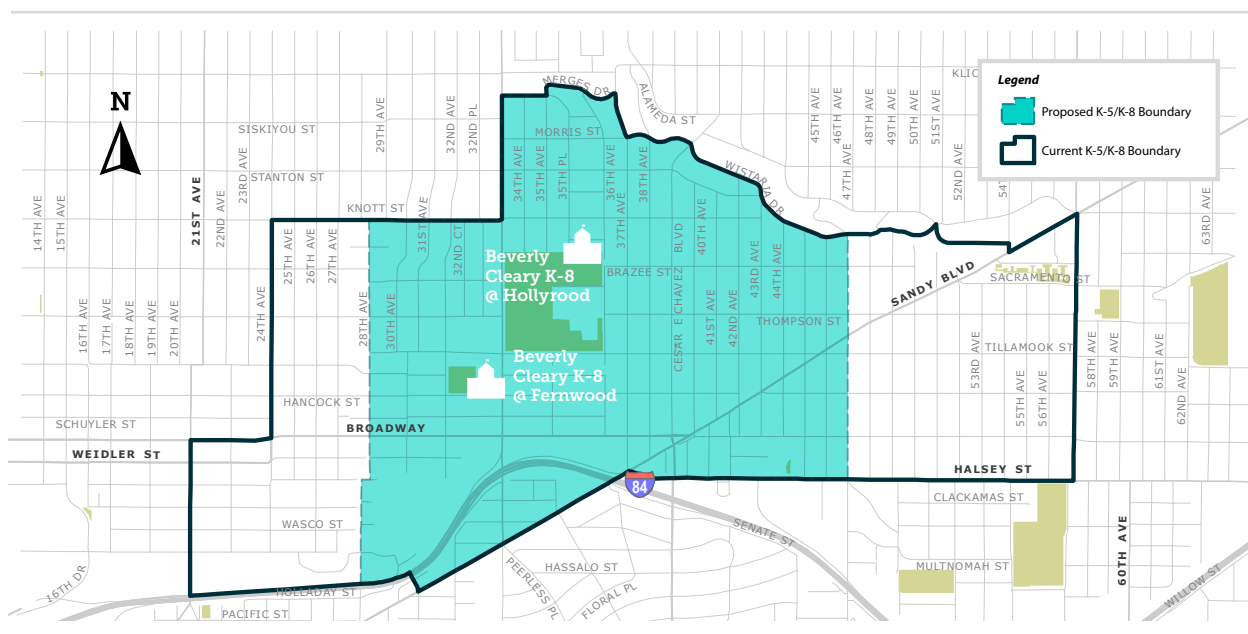 MERGES DR
ALAMEDA ST
KLIC
Legend
Proposed K-5/K-8 Boundary
Current K-5/K-8 Boundary
N
SISKIYOU ST
29TH AVE
32ND AVE
32ND PL
MORRIS ST
45TH AVE
46TH AVE
48TH AVE
49TH AVE
50TH AVE
51ST AVE
23RD AVE
STANTON ST
34TH AVE
35TH AVE
35TH PL
36TH AVE
38TH AVE
WISTARIA DR
47TH AVE
52ND AVE
54T
14TH AVE
15TH AVE
21ST AVE
22ND AVE
KNOTT ST
31ST AVE
32ND CT
37TH AVE
40TH AVE
63RD AVE
25TH AVE
26TH AVE
27TH AVE
Beverly
Cleary K-8
@ Hollyrood
BRAZEE ST
CESAR E CHAVEZ BLVD
43RD AVE
44TH AVE
SANDY BLVD
SACRAMENTO ST
16TH AVE
17TH AVE
18TH AVE
19TH AVE
20TH AVE
24TH AVE
28TH AVE
30TH AVE
41ST AVE
42ND AVE
THOMPSON ST
53RD AVE
TILLAMOOK ST
58TH AVE
59TH AVE
61ST AVE
62ND AVE
Beverly
Cleary K-8
@ Fernwood
55TH AVE
56TH AVE
HANCOCK ST
SCHUYLER ST
BROADWAY
WEIDLER ST
HALSEY ST
84
CLACKAMAS ST
WASCO ST
SENATE ST
60TH AVE
16TH DR
HOLLADAY ST
PEERLESS PL
HASSALO ST
FLORAL PL
MULTNOMAH ST
WILLOW ST
PACIFIC ST